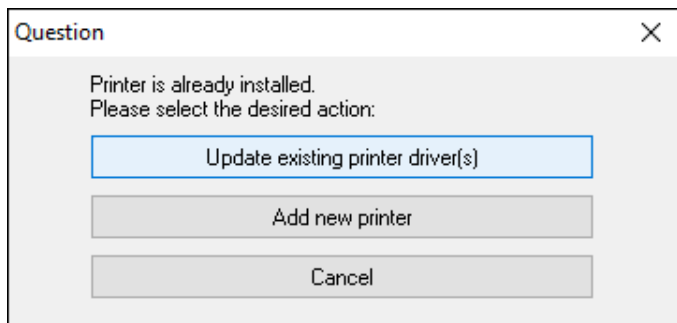 Question
Printer is already installed.
Please select the desired action:
Update existing printer driver(s)
Add new printer
Cancel